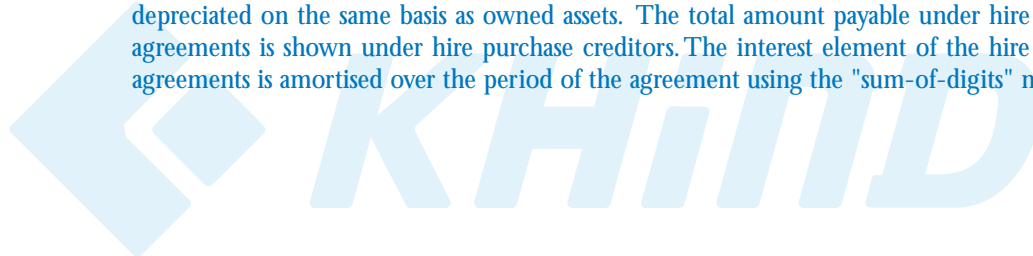 depreciated on the same basis as owned assets. The total amount payable under hire
agreements is shown under hire purchase creditors. The interest element of the hire
agreements is amortised over the period of the agreement using the "sum-of-digits"
KHIND